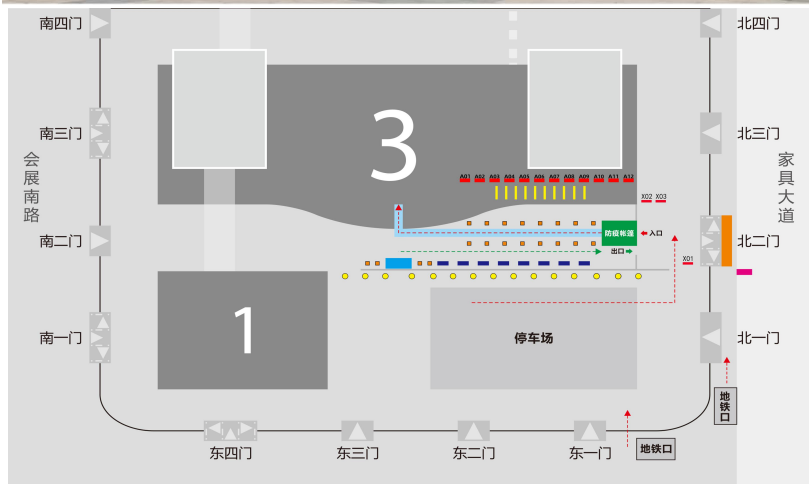 南四门
北四门
3
南三门
北三门
会展南路
家具大道
A01 A02 A03 A04 A05 A06 A07 A08 A09 A10 A11 A12
X02 X03
南二门
防疫帐篷
入口
北二门
出口
X01
1
南一门
停车场
北一门
地铁口
东四门
东三门
东二门
东一门
地铁口